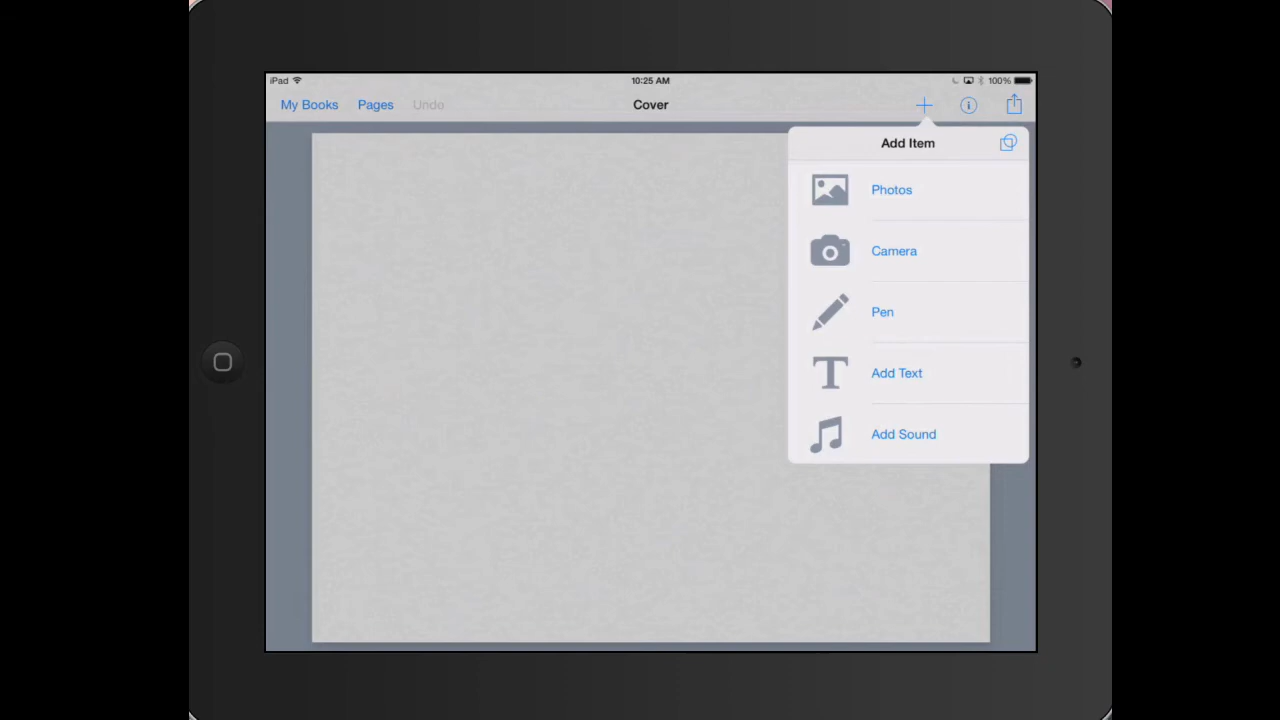 iPad 10:25 AM 100%
My Books Pages Undo Cover
Add Item
Photos
Camera
Pen
Add Text
Add Sound